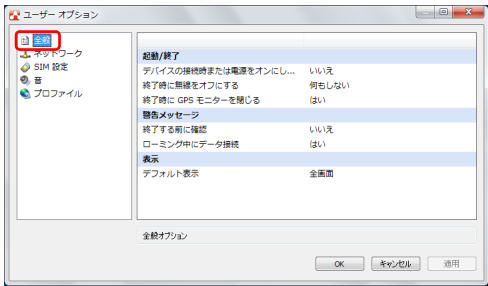 ユーザー オプション
全般
ネットワーク
SIM 設定
音
プロファイル
起動/終了
デバイスの接続時または電源をオンにし... いいえ
終了時に無線をオフにする 何もしない
終了時に GPS モニターを閉じる はい
警告メッセージ
終了する前に確認 いいえ
ローミング中にデータ接続 はい
表示
デフォルト表示 全画面
全般オプション
OK キャンセル 適用